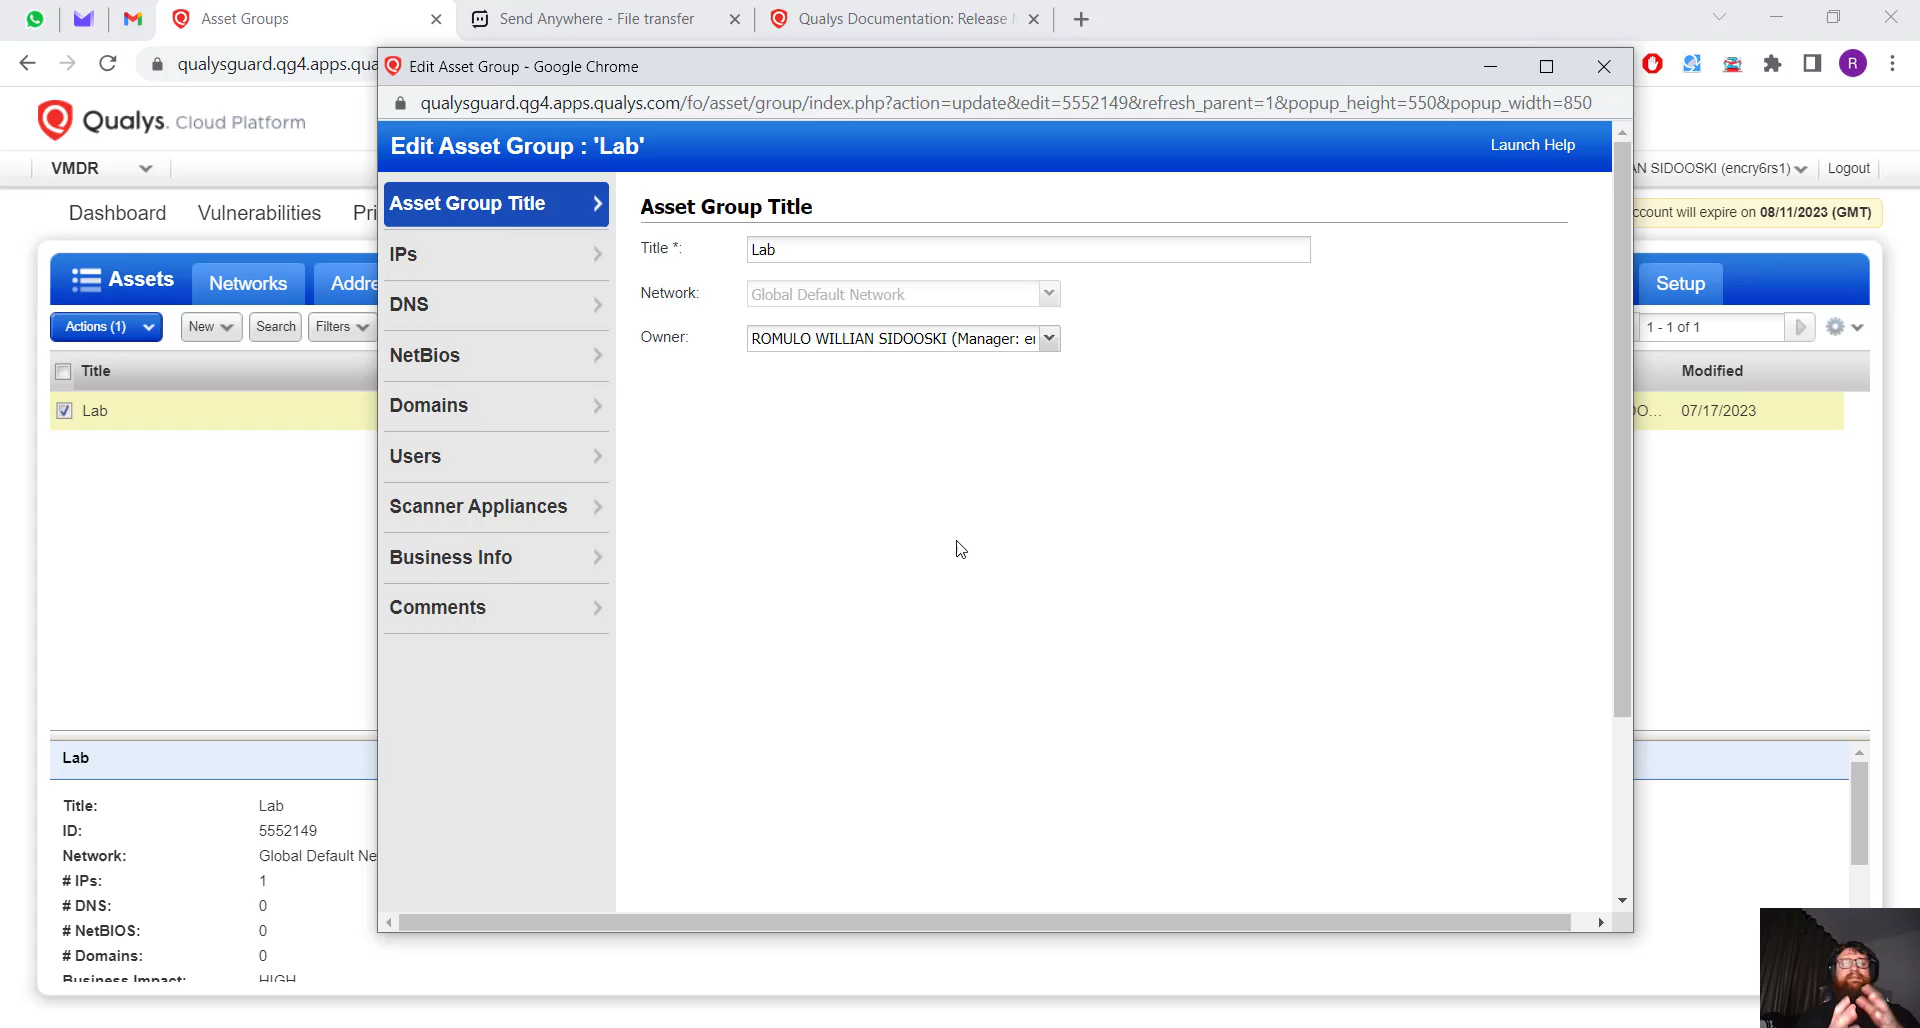 Asset Groups
Send Anywhere - File transfer
Qualys Documentation: Release
qualysguard.qg4.apps.qua
R
Edit Asset Group - Google Chrome
qualysguard.qg4.apps.qualys.com/fo/asset/group/index.php?action=update&edit=5552149&refresh_parent=1&popup_height=550&popup_width=850
Qualys. Cloud Platform
Edit Asset Group : 'Lab'
Launch Help
VMDR
AN SIDOOSKI (encry6rs1)
Logout
Dashboard
Vulnerabilities
Pri
ccount will expire on 08/11/2023 (GMT)
Assets
Networks
Addre
Setup
Actions (1)
New
Search
Filters
1 - 1 of 1
Title
Modified
Lab
DO...
07/17/2023
Asset Group Title
IPs
DNS
NetBios
Domains
Users
Scanner Appliances
Business Info
Comments
Asset Group Title
Title *:
Lab
Network:
Global Default Network
Owner:
ROMULO WILLIAN SIDOOSKI (Manager: er
Lab
Title: Lab
ID: 5552149
Network: Global Default Ne
# IPs: 1
# DNS: 0
# NetBIOS: 0
# Domains: 0
Business Impact: HIGH